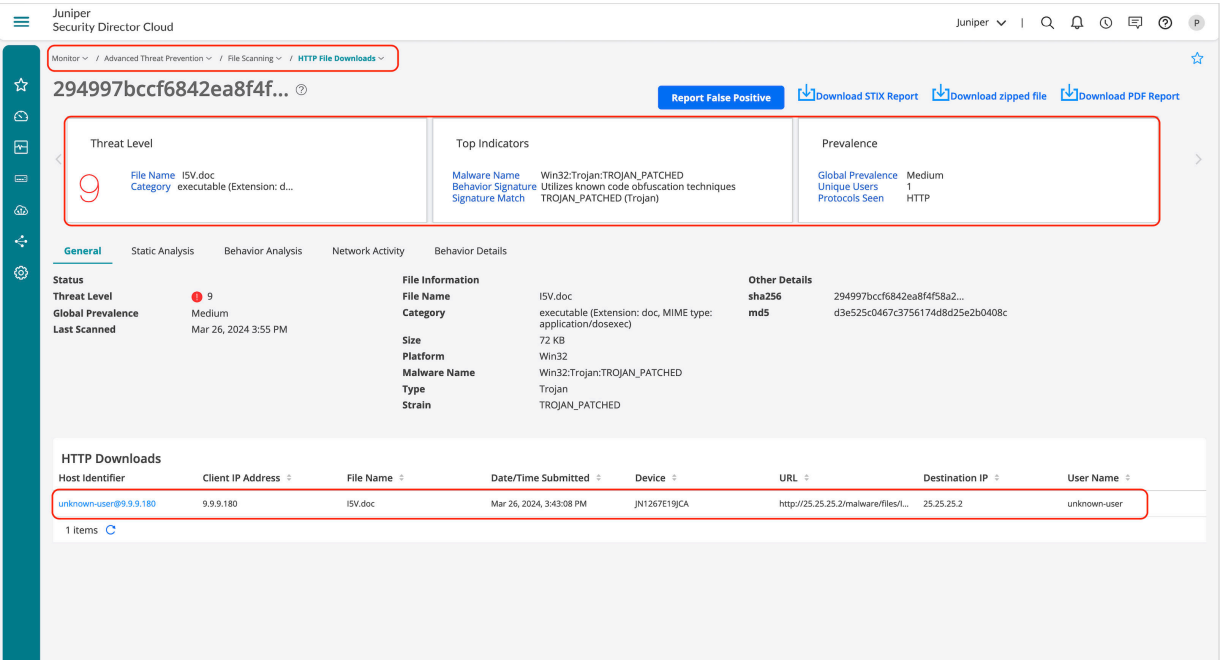 Juniper
Security Director Cloud
Juniper
P
Monitor / Advanced Threat Prevention / File Scanning / HTTP File Downloads
294997bccf6842ea8f4f...
Report False Positive
Download STIX Report
Download zipped file
Download PDF Report
Threat Level
9
File Name I5V.doc
Category executable (Extension: d...
Top Indicators
Malware Name Win32:Trojan:TROJAN_PATCHED
Behavior Signature Utilizes known code obfuscation techniques
Signature Match TROJAN_PATCHED (Trojan)
Prevalence
Global Prevalence Medium
Unique Users 1
Protocols Seen HTTP
General Static Analysis Behavior Analysis Network Activity Behavior Details
Status
Threat Level 9
Global Prevalence Medium
Last Scanned Mar 26, 2024 3:55 PM
File Information
File Name I5V.doc
Category executable (Extension: doc, MIME type:
application/dosexec)
Size 72 KB
Platform Win32
Malware Name Win32:Trojan:TROJAN_PATCHED
Type Trojan
Strain TROJAN_PATCHED
Other Details
sha256 294997bccf6842ea8f4f58a2...
md5 d3e525c0467c3756174d8d25e2b0408c
HTTP Downloads
Host Identifier Client IP Address File Name Date/Time Submitted Device URL Destination IP User Name
unknown-user@9.9.9.180 9.9.9.180 I5V.doc Mar 26, 2024, 3:43:08 PM JN1267E19JCA http://25.25.25.2/malware/files/I... 25.25.25.2 unknown-user
1 items